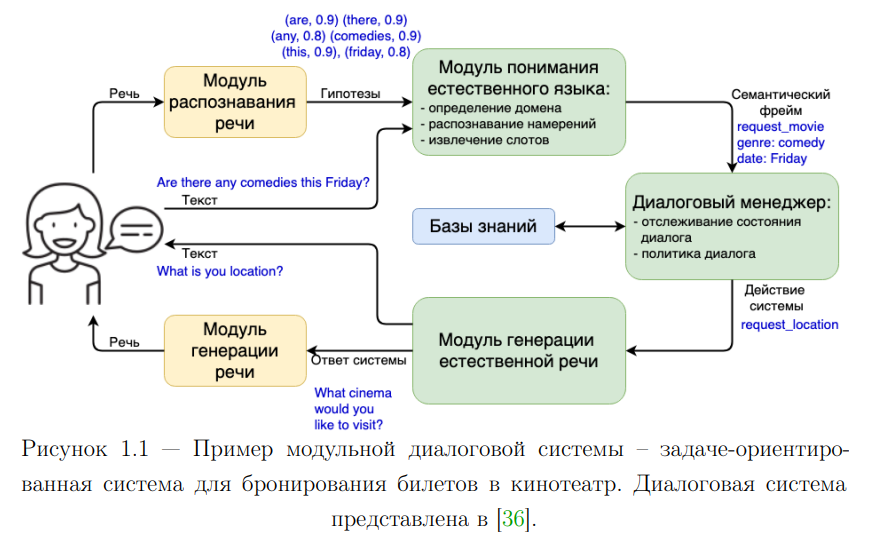 (are, 0.9) (there, 0.9)
(any, 0.8) (comedies, 0.9)
(this, 0.9), (friday, 0.8)
Речь
Модуль
распознавания
речи
Гипотезы
Модуль понимания
естественного языка:
- определение домена
- распознавание намерений
- извлечение слотов
Семантический
фрейм
request_movie
genre: comedy
date: Friday
Are there any comedies this Friday?
Текст
Базы знаний
Диалоговый менеджер:
- отслеживание состояния
диалога
- политика диалога
Текст
What is you location?
Действие
системы
request_location
Модуль генерации
естественной речи
Ответ системы
Модуль
генерации
речи
Речь
What cinema
would you
like to visit?
Рисунок 1.1 — Пример модульной диалоговой системы – задаче-ориентиро-
ванная система для бронирования билетов в кинотеатр. Диалоговая система
представлена в [36].